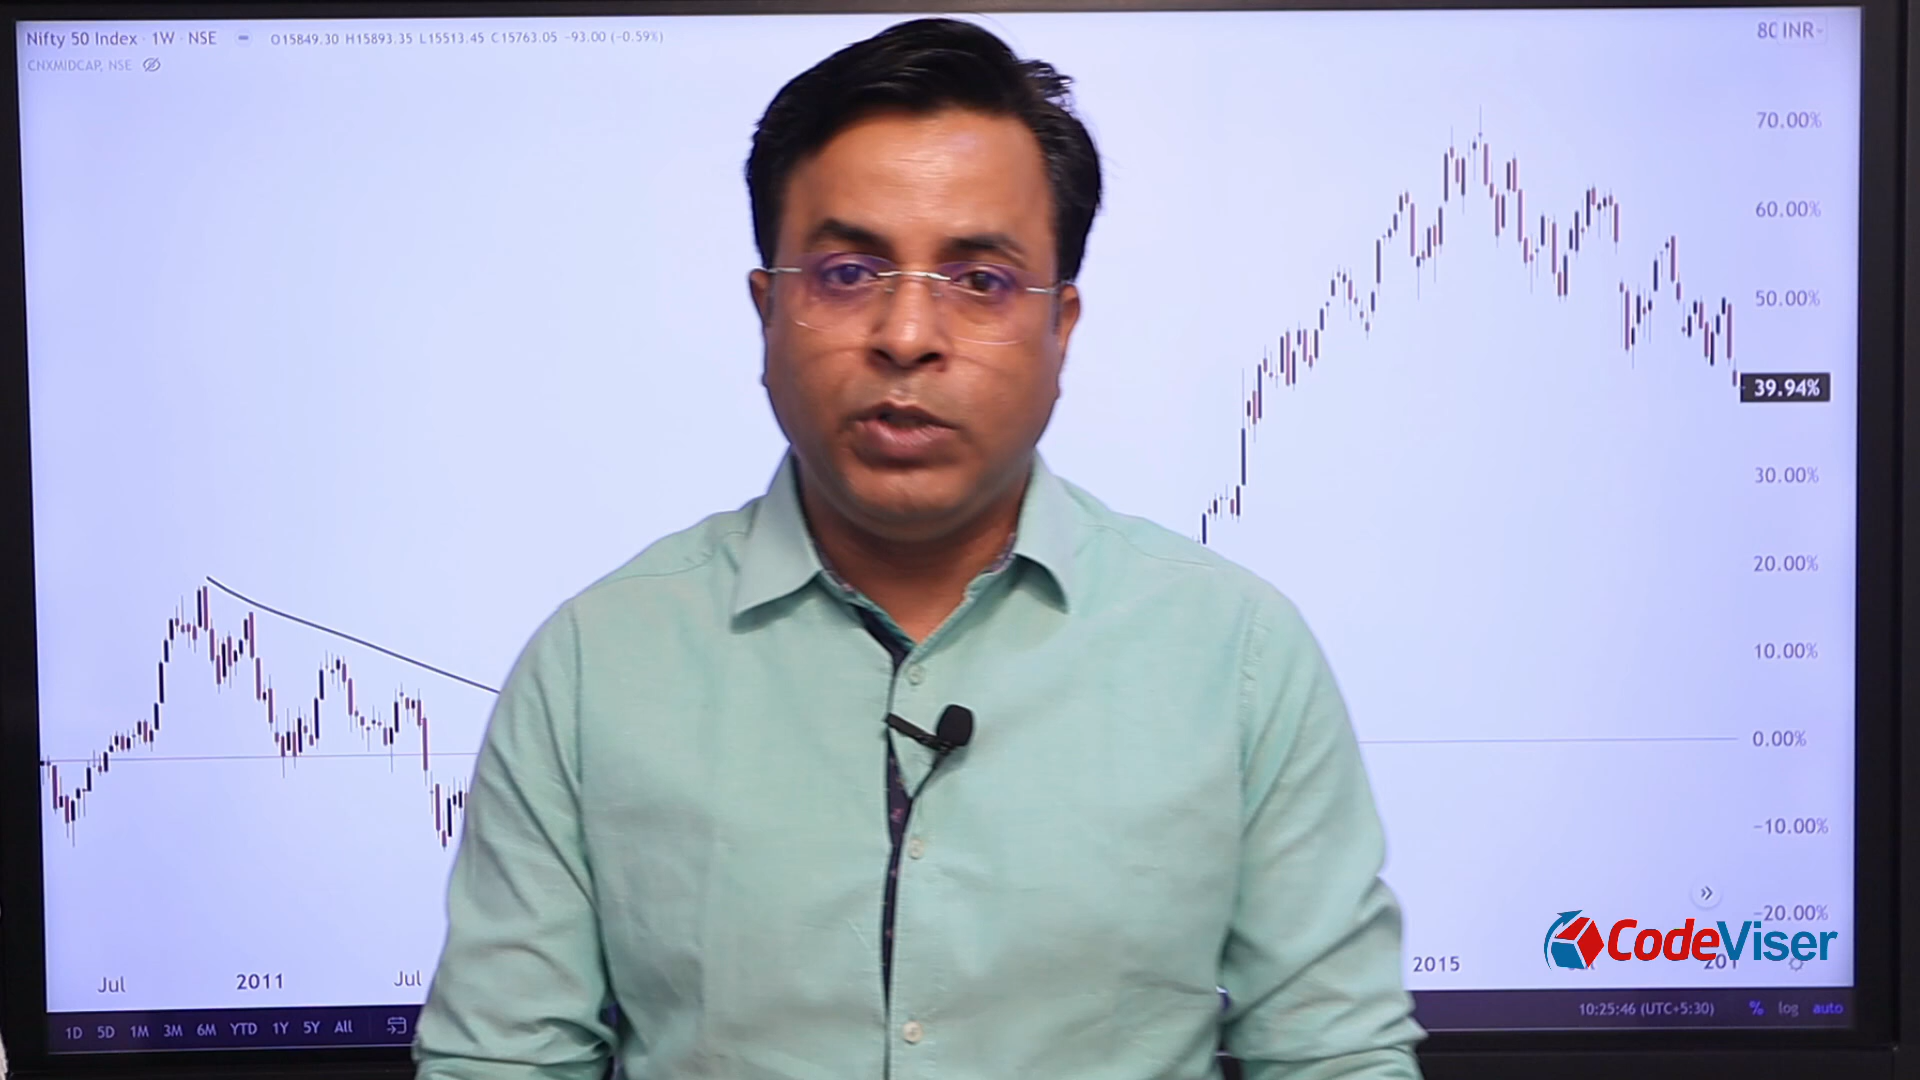 Nifty 50 Index · 1W · NSE
O15849.30 H15893.35 L15513.45 C15763.05 −93.00 (−0.59%)
CNXMIDCAP, NSE
INR
70.00%
60.00%
50.00%
39.94%
30.00%
20.00%
10.00%
0.00%
−10.00%
−20.00%
CodeViser
Jul 2011 Jul 2015
1D 5D 1M 3M 6M YTD 1Y 5Y All
10:25:46 (UTC+5:30) % log auto